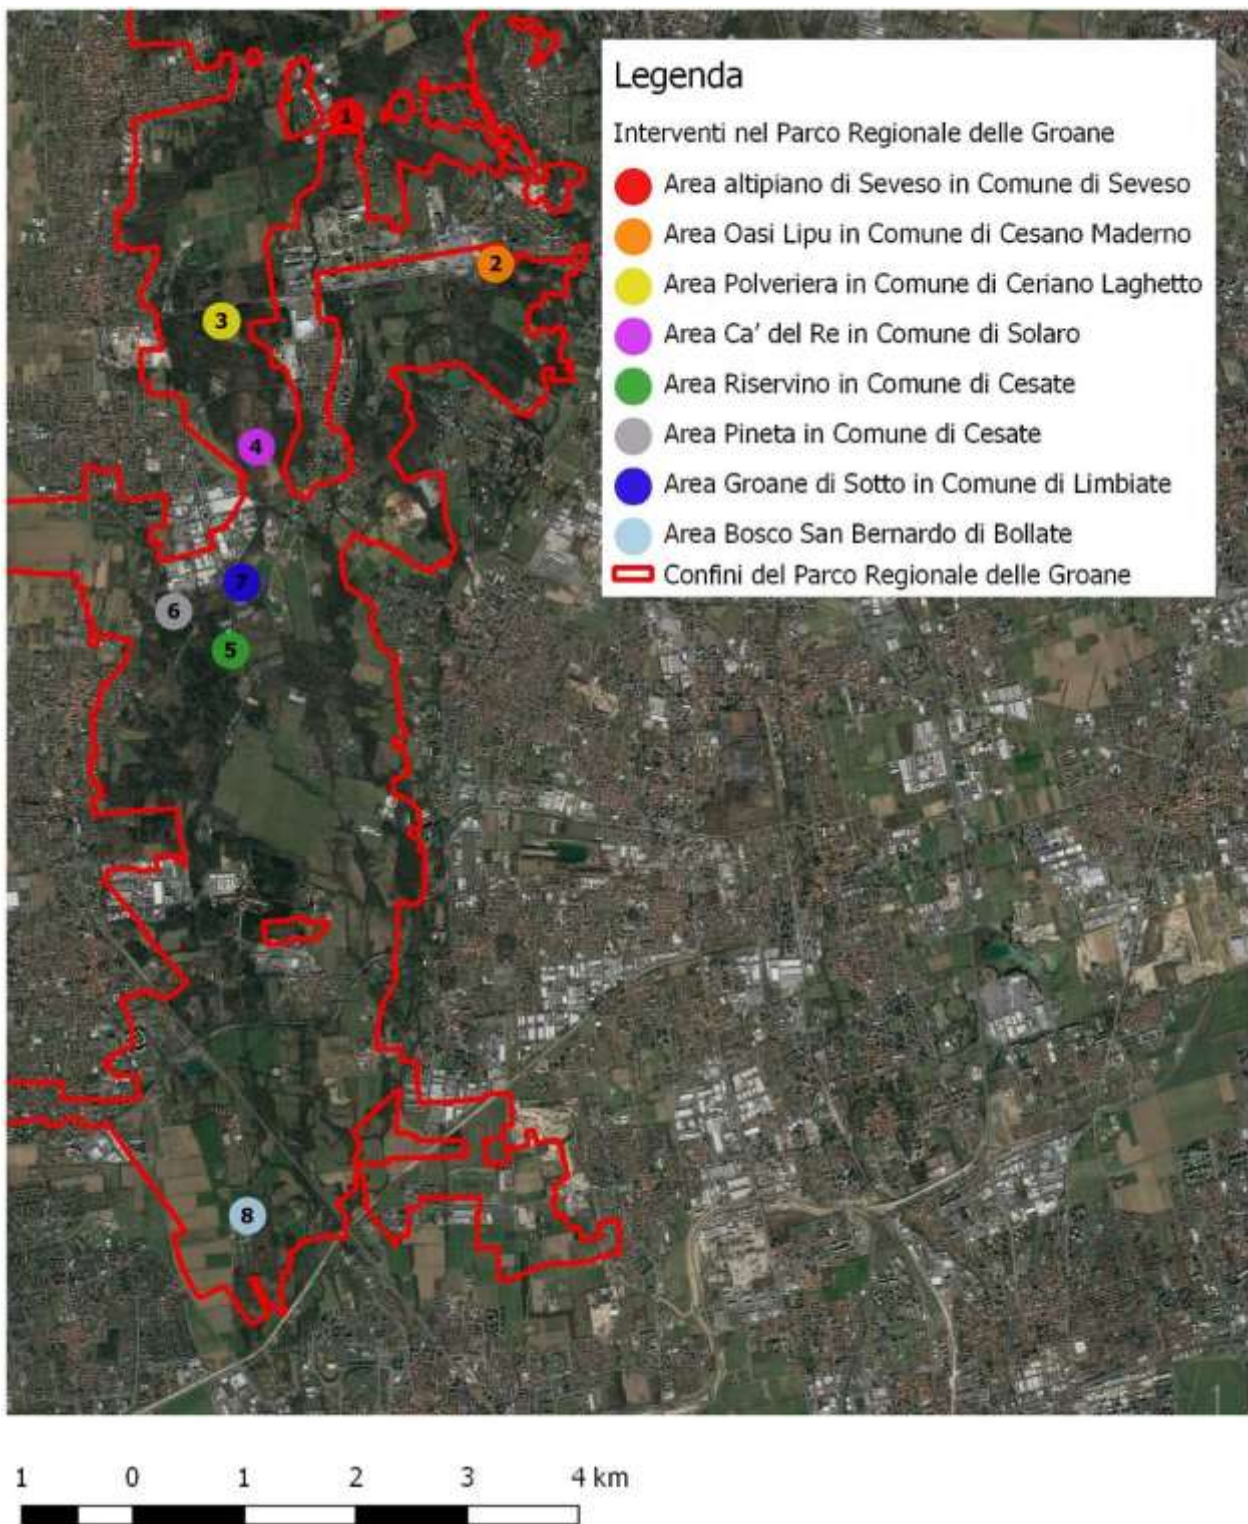 Legenda
Interventi nel Parco Regionale delle Groane
Area altipiano di Seveso in Comune di Seveso
Area Oasi Lipu in Comune di Cesano Maderno
Area Polveriera in Comune di Ceriano Laghetto
Area Ca' del Re in Comune di Solaro
Area Riservino in Comune di Cesate
Area Pineta in Comune di Cesate
Area Groane di Sotto in Comune di Limbiate
Area Bosco San Bernardo di Bollate
Confini del Parco Regionale delle Groane
1
2
3
4
7
6
5
8
1 0 1 2 3 4 km